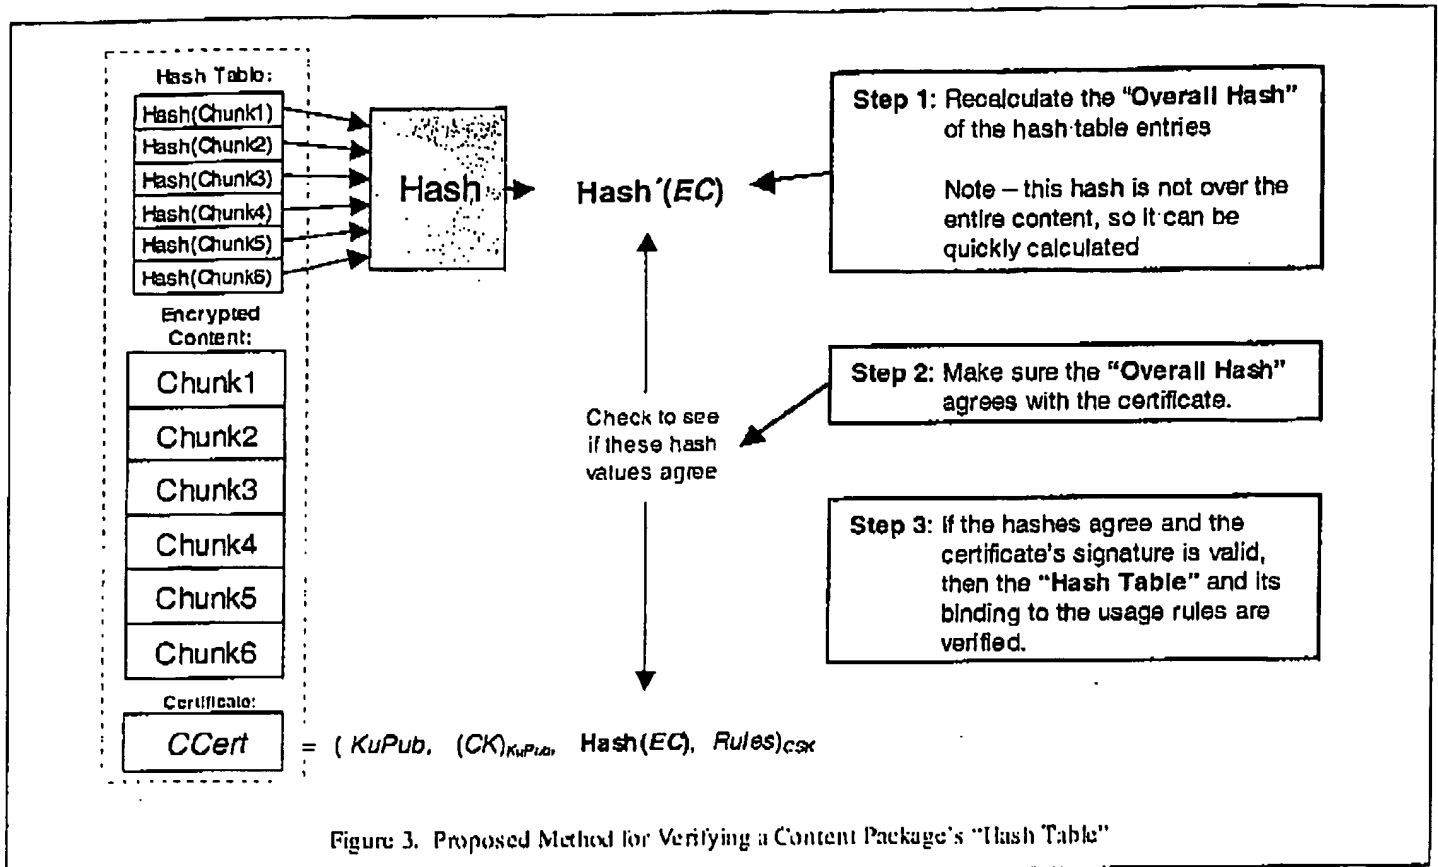 Hash Table:
Hash(Chunk1)
Hash(Chunk2)
Hash(Chunk3)
Hash(Chunk4)
Hash(Chunk5)
Hash(Chunk6)
Encrypted
Content:
Chunk1
Chunk2
Chunk3
Chunk4
Chunk5
Chunk6
Certificate:
CCert
= ( KuPub, (CK)KuPub, Hash(EC), Rules)CSK
Hash
Hash´(EC)
Check to see
if these hash
values agree
Step 1: Recalculate the “Overall Hash”
of the hash table entries
Note – this hash is not over the
entire content, so it can be
quickly calculated
Step 2: Make sure the “Overall Hash”
agrees with the certificate.
Step 3: If the hashes agree and the
certificate's signature is valid,
then the “Hash Table” and its
binding to the usage rules are
verified.
Figure 3. Proposed Method for Verifying a Content Package's “Hash Table”